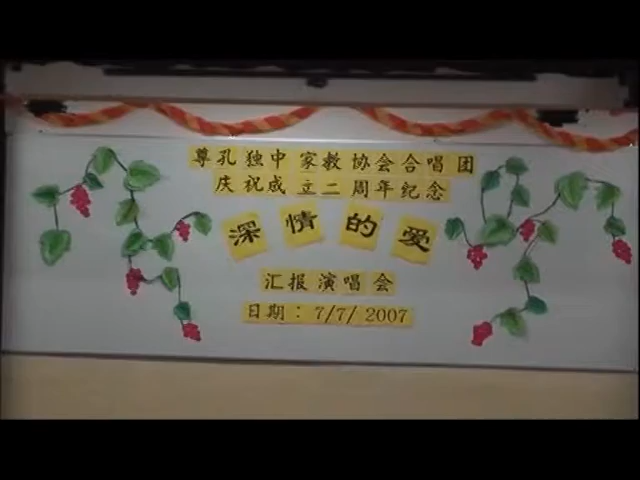 尊孔独中家教协会合唱团
庆祝成立二周年纪念
深情的爱
汇报演唱会
日期：7/7/2007